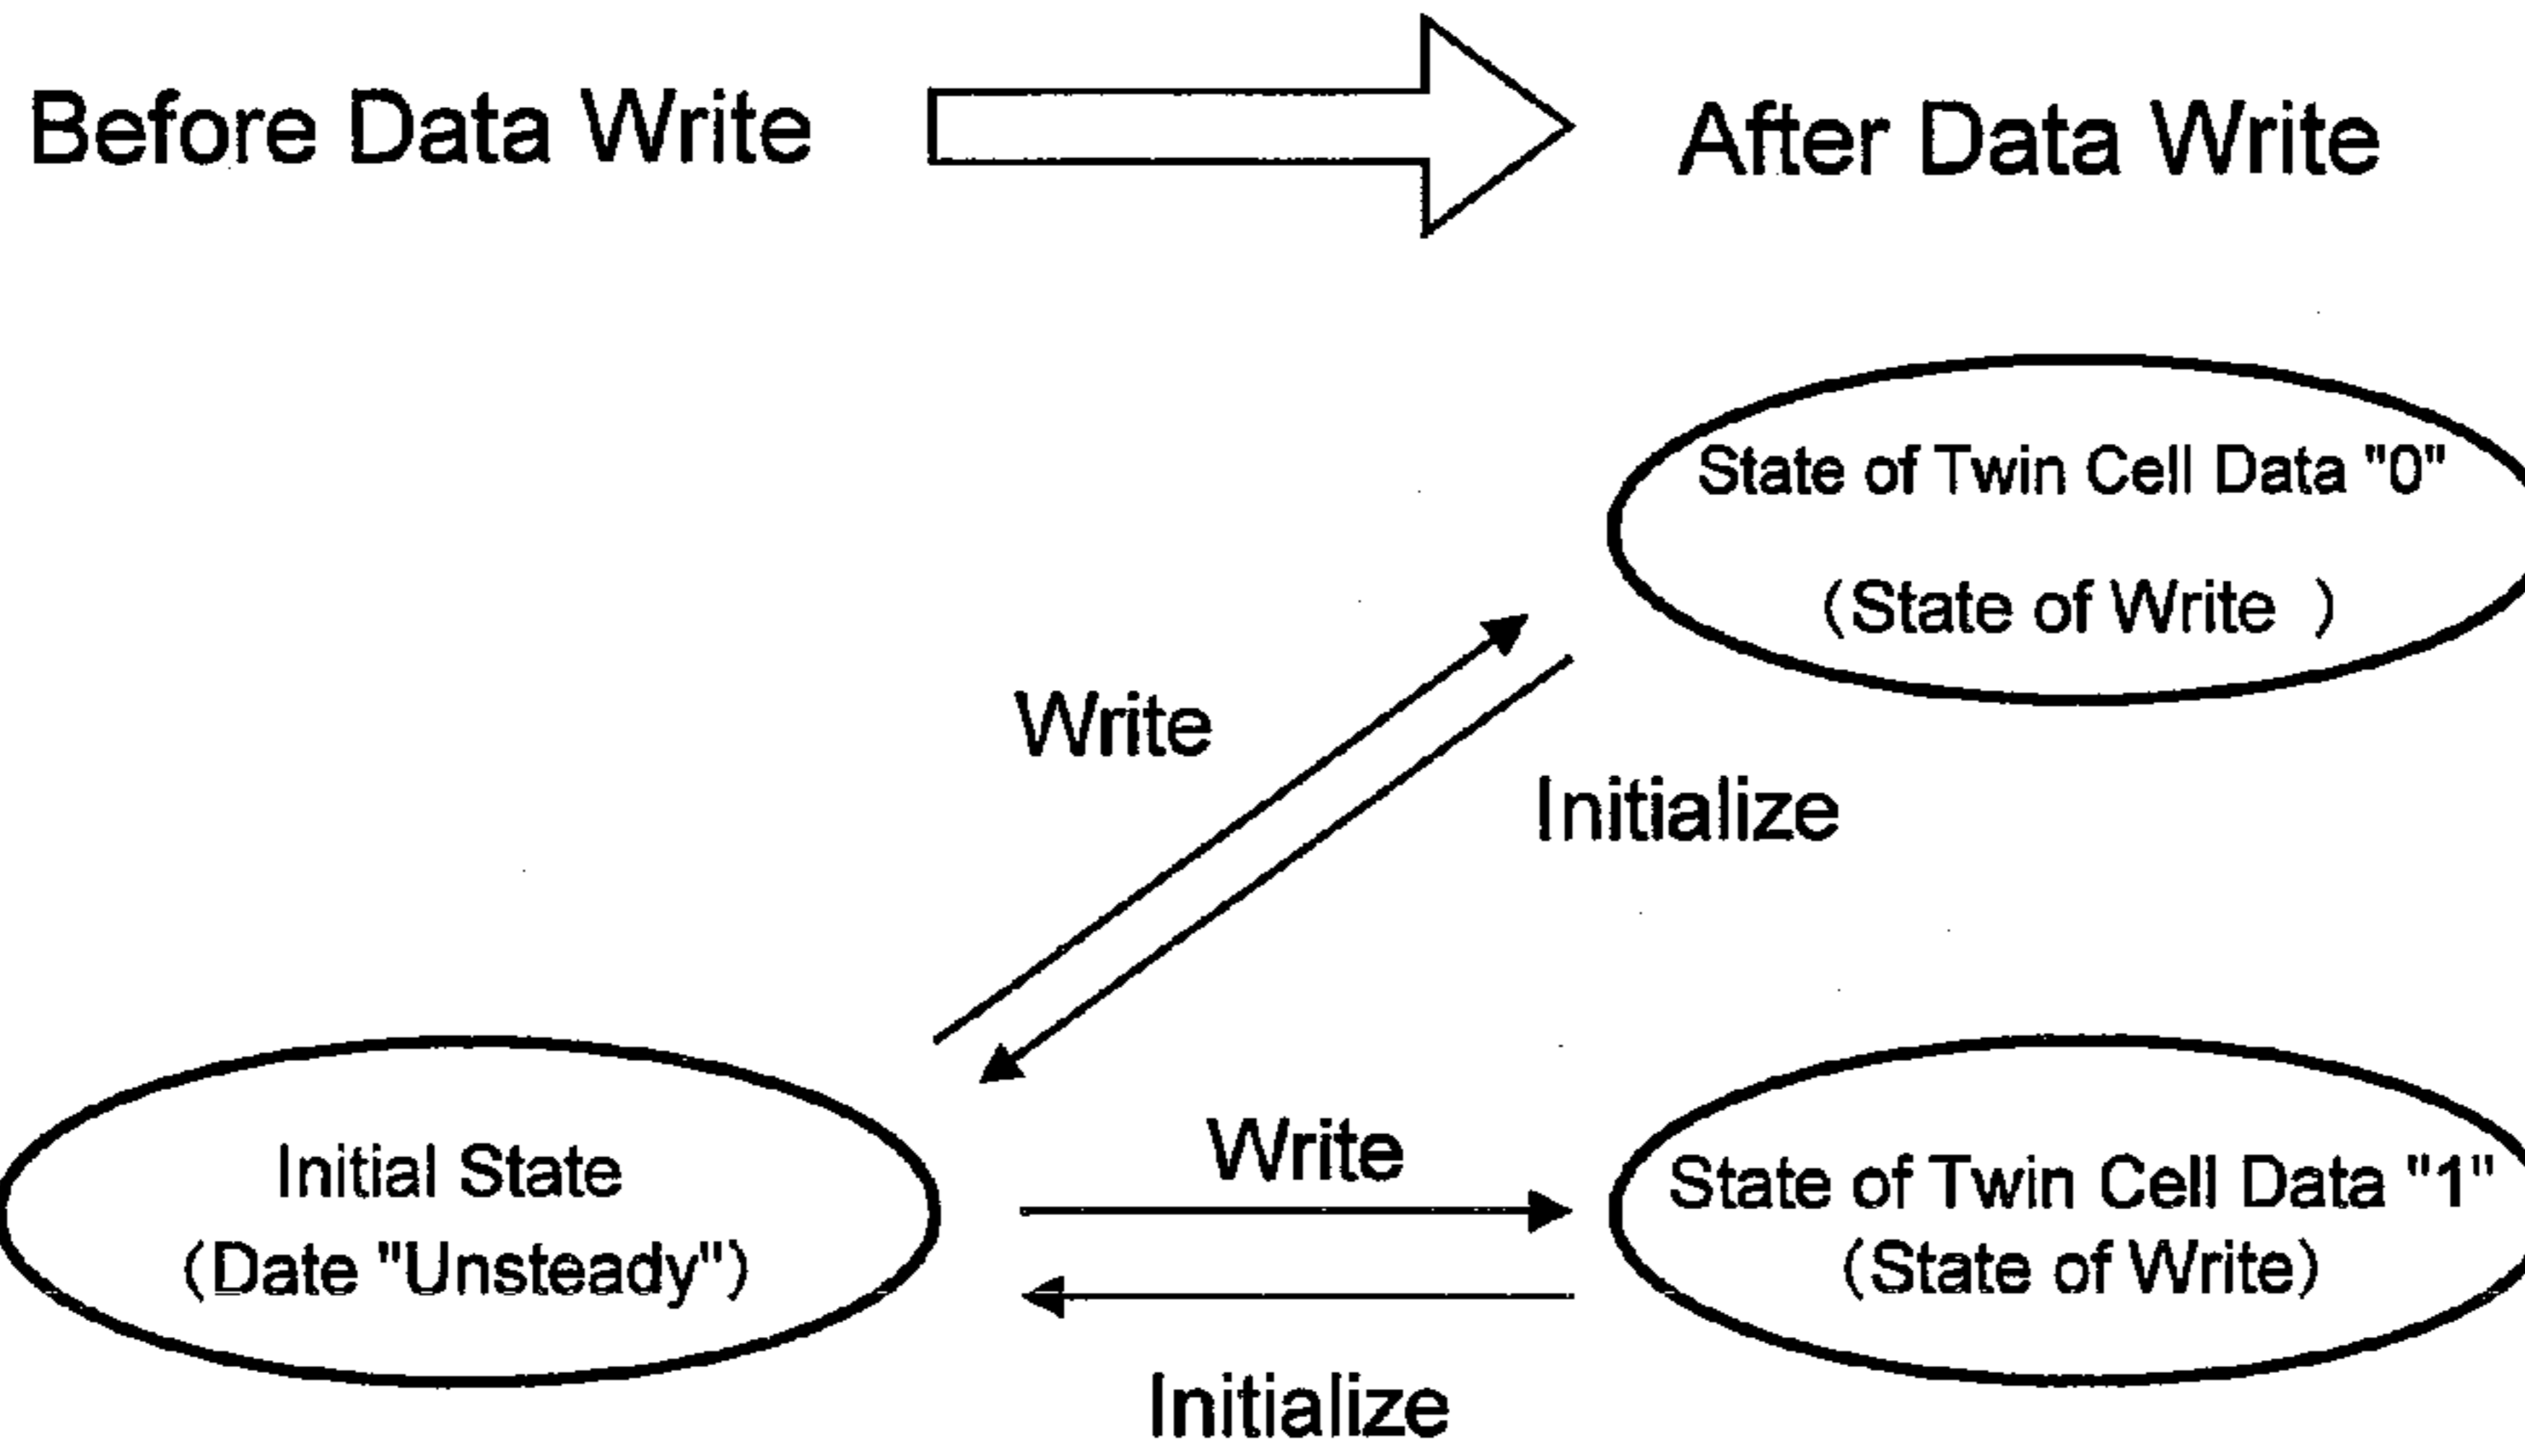 Before Data Write
After Data Write
State of Twin Cell Data "0"
(State of Write )
Write
Initialize
Initial State
(Date "Unsteady")
Write
State of Twin Cell Data "1"
(State of Write)
Initialize